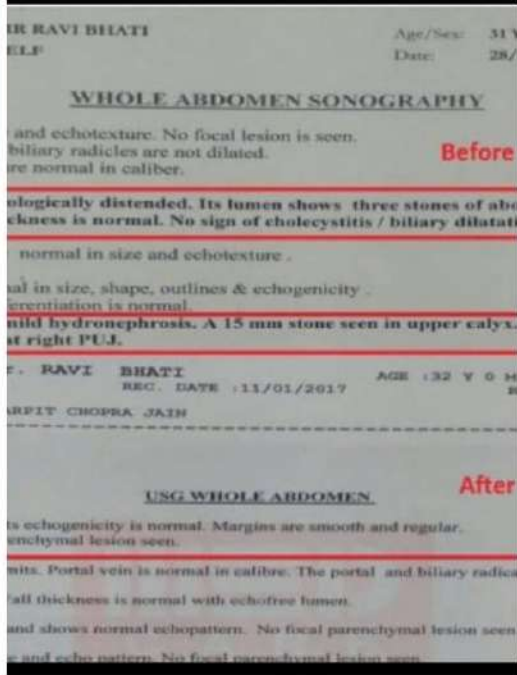 IR RAVI BHATI Age/Sex: 31 Y
ELF Date: 28/
WHOLE ABDOMEN SONOGRAPHY
and echotexture. No focal lesion is seen.
biliary radicles are not dilated.
Before
re normal in caliber.
ologically distended. Its lumen shows three stones of abo
ckness is normal. No sign of cholecystitis / biliary dilatati
normal in size and echotexture .
al in size, shape, outlines & echogenicity .
erentiation is normal.
mild hydronephrosis. A 15 mm stone seen in upper calyx.
at right PUJ.
r. RAVI BHATI AGE :32 Y 0 M
REC. DATE :11/01/2017
ARPIT CHOPRA JAIN
After
USG WHOLE ABDOMEN
ts echogenicity is normal. Margins are smooth and regular.
enchymal lesion seen.
mits. Portal vein is normal in calibre. The portal and biliary radica
all thickness is normal with echofree lumen.
and shows normal echopattern. No focal parenchymal lesion seen
e and echo pattern. No focal parenchymal lesion seen